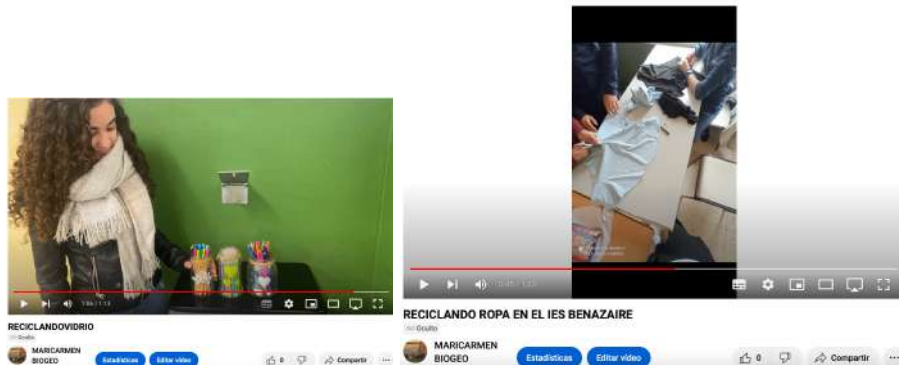 1:06 / 1:13
RECICLANDOVIDRIO
Oculto
MARICARMEN
BIOGEO
Estadísticas
Editar vídeo
0
Compartir
RECICLANDO ROPA EN EL IES BENAZAIRE
Oculto
MARICARMEN
BIOGEO
Estadísticas
Editar vídeo
0
Compartir